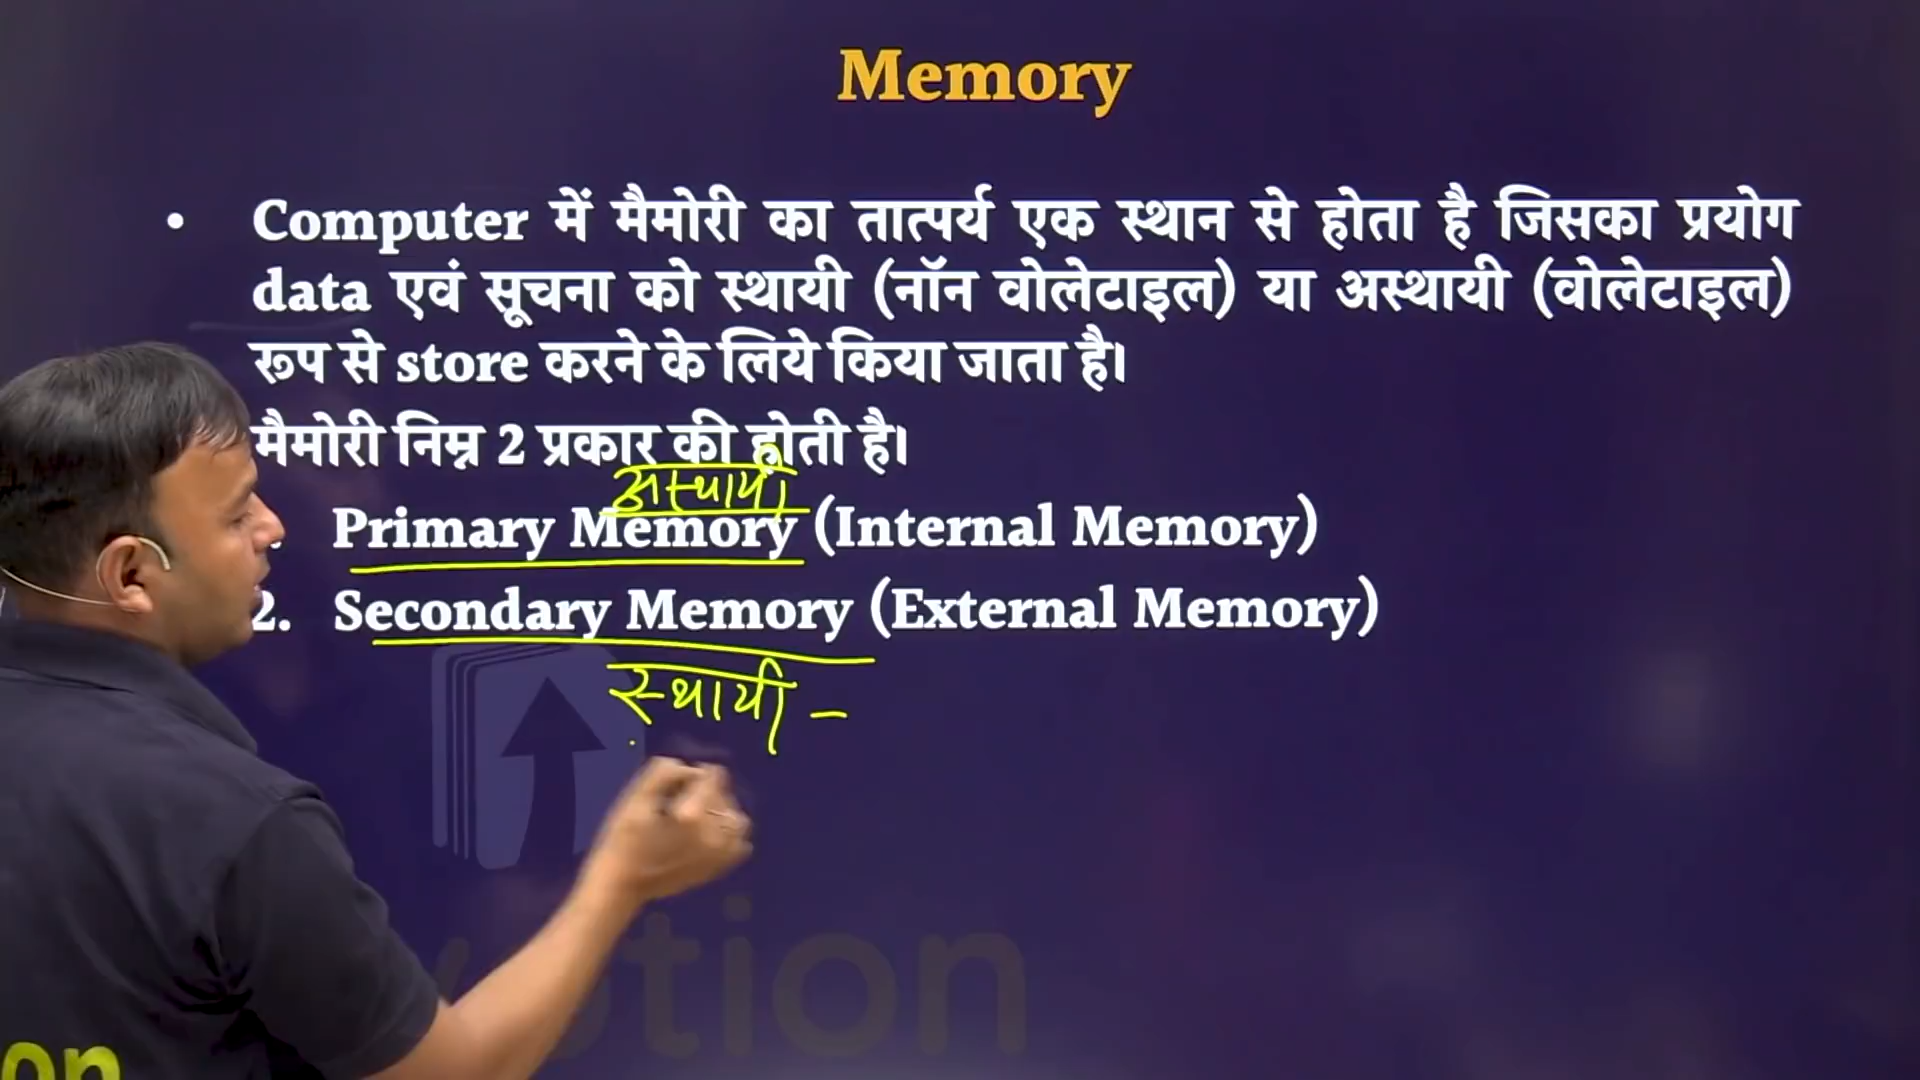 Memory
• Computer में मैमोरी का तात्पर्य एक स्थान से होता है जिसका प्रयोग
data एवं सूचना को स्थायी (नॉन वोलेटाइल) या अस्थायी (वोलेटाइल)
रूप से store करने के लिये किया जाता है।
मैमोरी निम्न 2 प्रकार की होती है।
अस्थायी
Primary Memory (Internal Memory)
2. Secondary Memory (External Memory)
स्थायी –